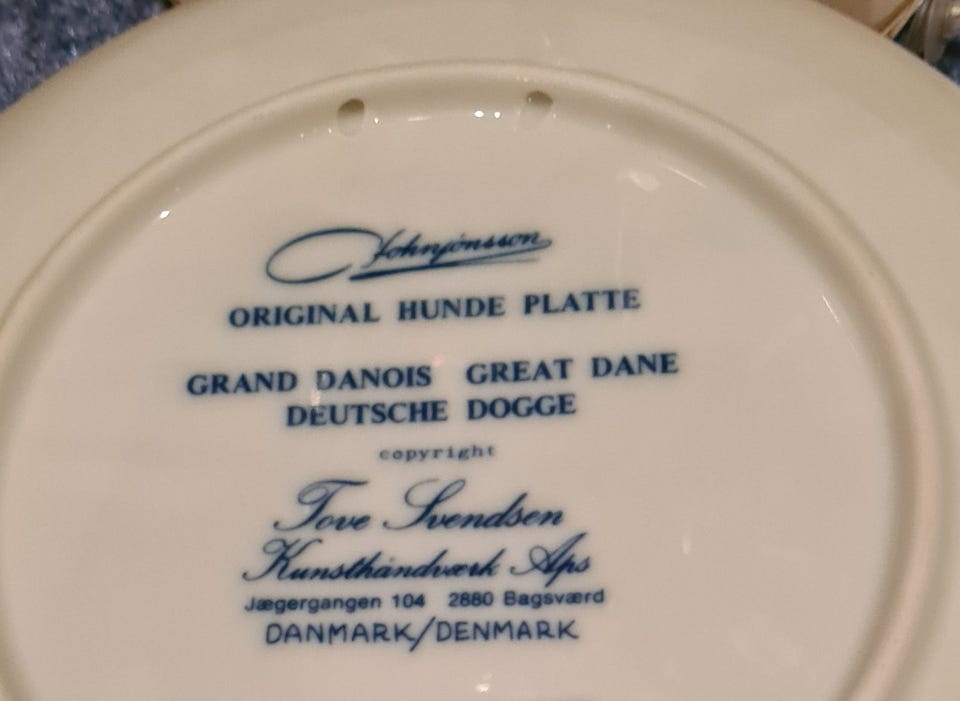 Johnjönsson
ORIGINAL HUNDE PLATTE
GRAND DANOIS GREAT DANE
DEUTSCHE DOGGE
copyright
Tove Svendsen
Kunsthåndværk Aps
Jægergangen 104 2880 Bagsværd
DANMARK/DENMARK